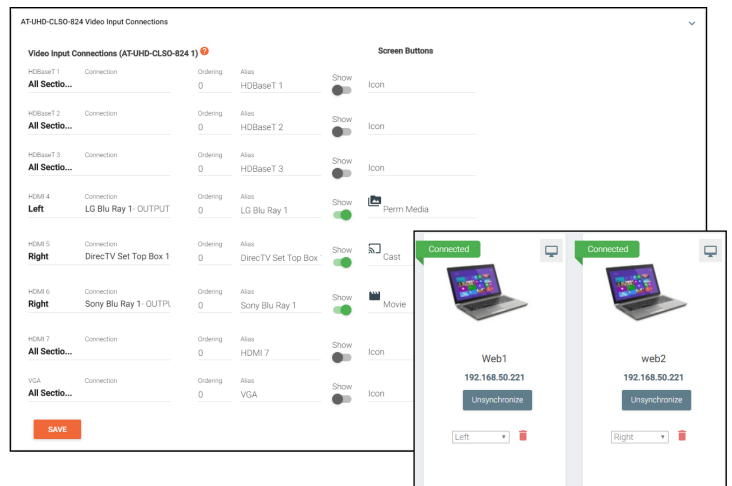 AT-UHD-CLSO-824 Video Input Connections
Video Input Connections (AT-UHD-CLSO-824 1) ?
Screen Buttons
HDBaseT 1 Connection Ordering Alias Show
All Sectio... 0 HDBaseT 1 Icon
HDBaseT 2 Connection Ordering Alias Show
All Sectio... 0 HDBaseT 2 Icon
HDBaseT 3 Connection Ordering Alias Show
All Sectio... 0 HDBaseT 3 Icon
HDMI 4 Connection Ordering Alias Show
Left LG Blu Ray 1- OUTPUT 0 LG Blu Ray 1 Perm Media
HDMI 5 Connection Ordering Alias Show
Right DirecTV Set Top Box 1 0 DirecTV Set Top Box Cast
HDMI 6 Connection Ordering Alias Show
Right Sony Blu Ray 1- OUTPU 0 Sony Blu Ray 1 Movie
HDMI 7 Connection Ordering Alias Show
All Sectio... 0 HDMI 7 Icon
VGA Connection Ordering Alias Show
All Sectio... 0 VGA Icon
SAVE
Connected
Web1
192.168.50.221
Unsynchronize
Left
Connected
web2
192.168.50.221
Unsynchronize
Right